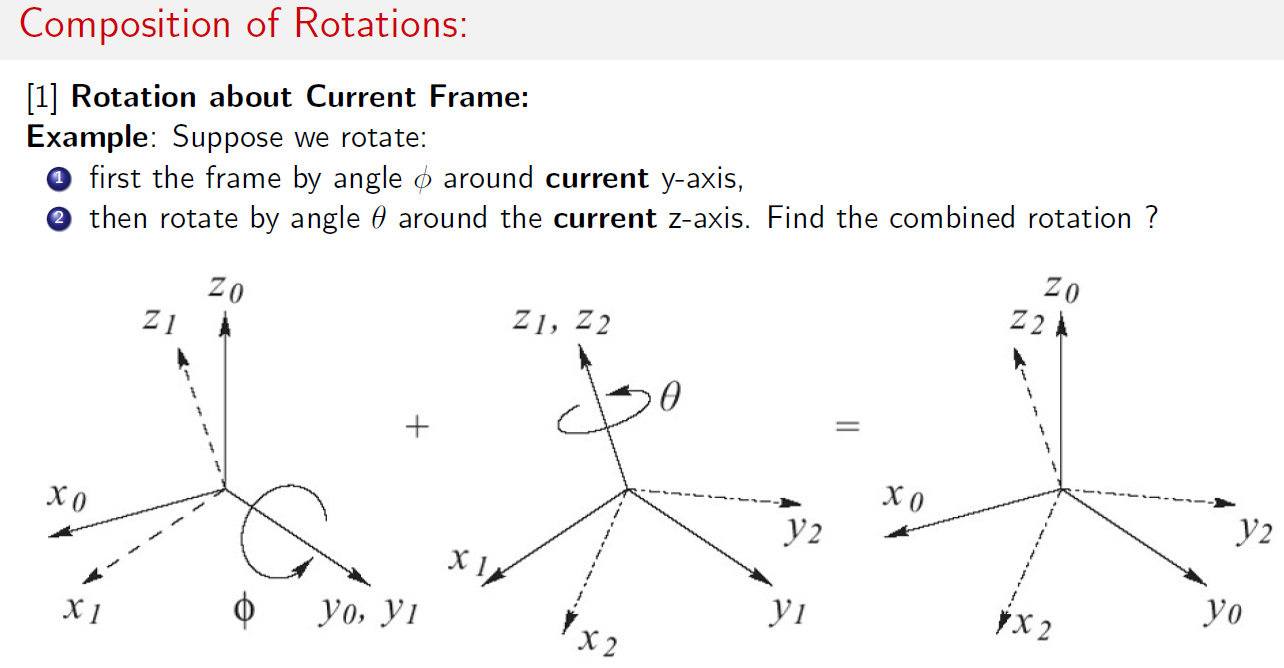 Composition of Rotations:
[1] Rotation about Current Frame:
Example: Suppose we rotate:
1 first the frame by angle ϕ around current y-axis,
2 then rotate by angle θ around the current z-axis. Find the combined rotation ?
z0
z1
x0
x1
ϕ
y0, y1
+
z1, z2
θ
x1
x2
y2
y1
=
z0
z2
x0
x2
y2
y0